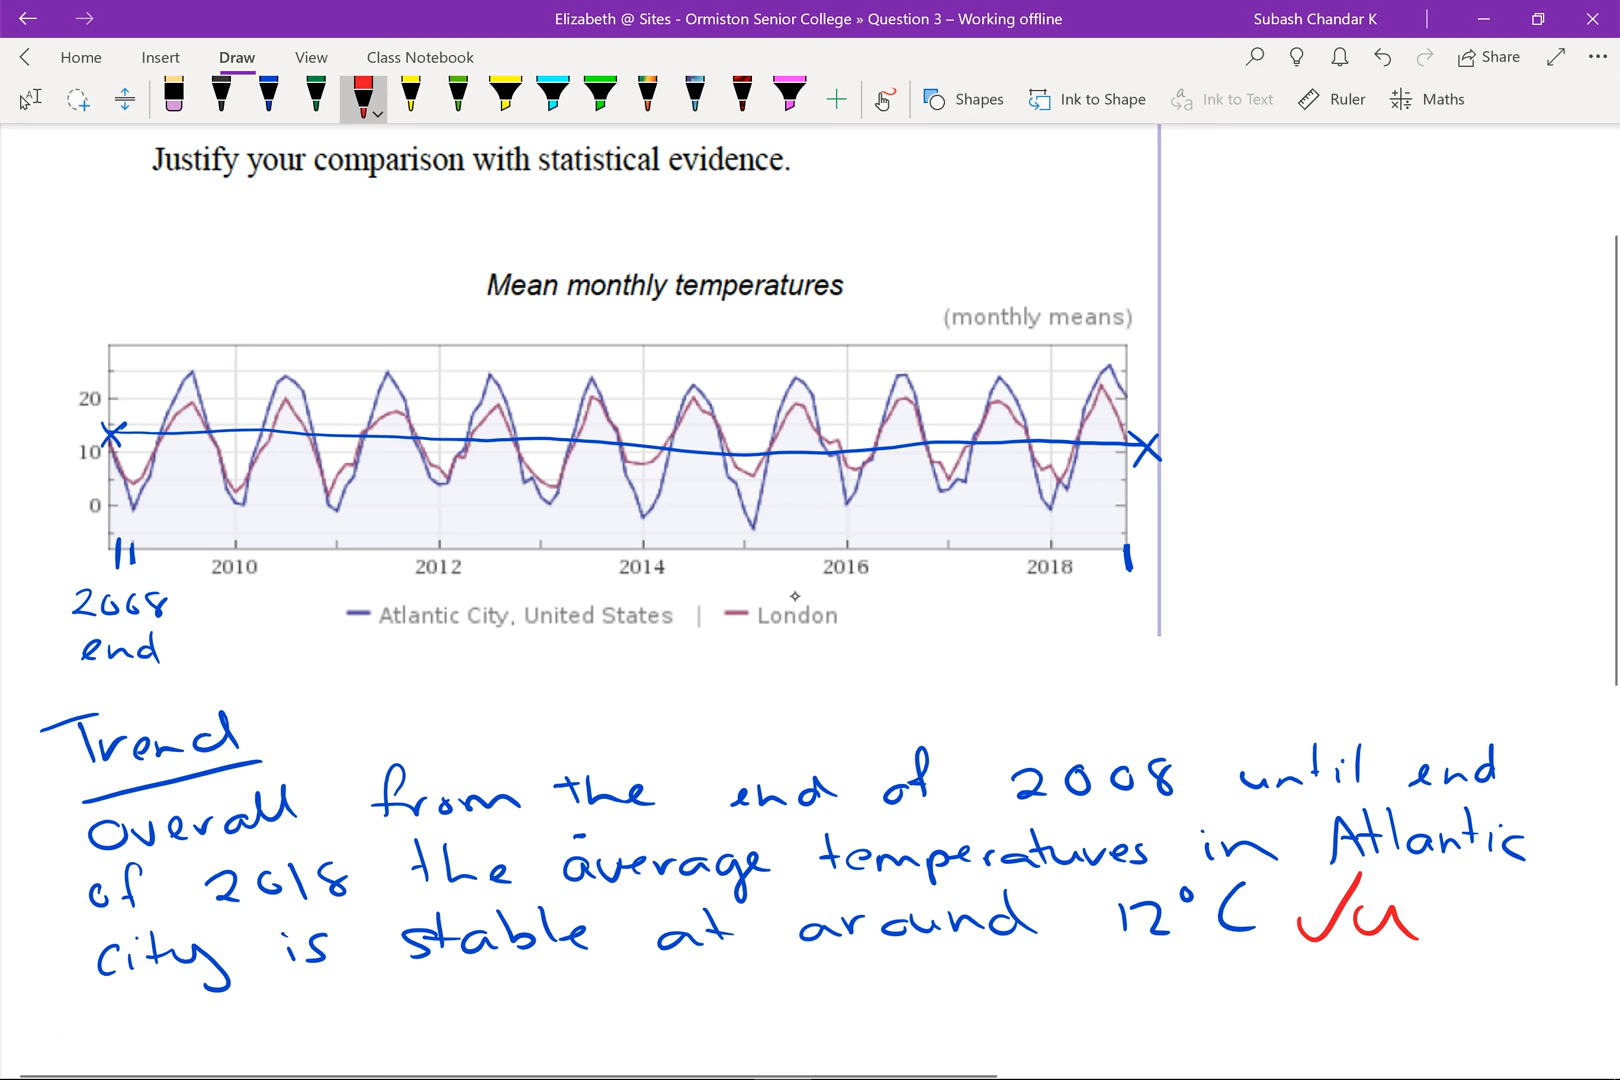 Elizabeth @ Sites - Ormiston Senior College » Question 3 – Working offline
Subash Chandar K
Home
Insert
Draw
View
Class Notebook
Share
Shapes
Ink to Shape
Ink to Text
Ruler
Maths
Justify your comparison with statistical evidence.
Mean monthly temperatures
(monthly means)
20
10
0
2010 2012 2014 2016 2018
Atlantic City, United States | London
2008
end
Trend
Overall from the end of 2008 until end
of 2018 the average temperatures in Atlantic
city is stable at around 12°C ✓u